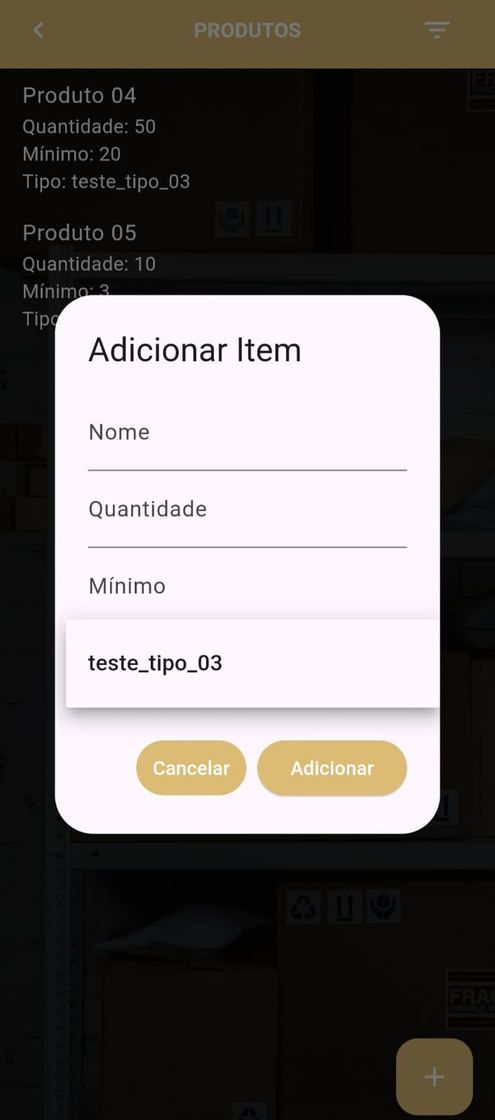 PRODUTOS
Produto 04
Quantidade: 50
Mínimo: 20
Tipo: teste_tipo_03
Produto 05
Quantidade: 10
Mínimo: 3
Adicionar Item
Nome
Quantidade
Mínimo
teste_tipo_03
Cancelar
Adicionar